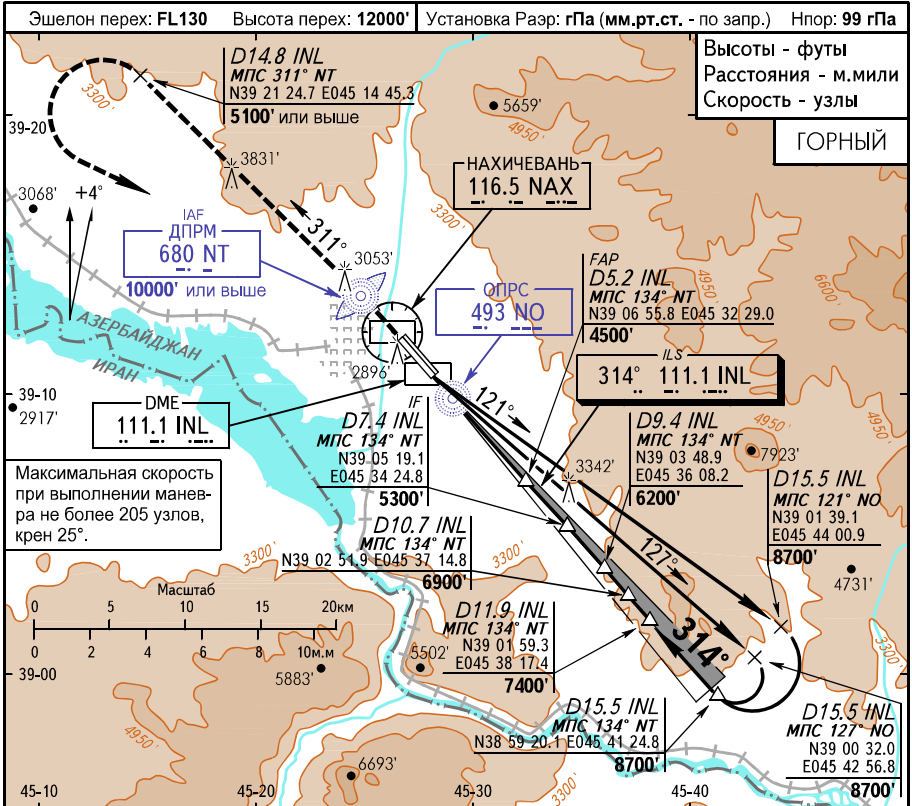 Эшелон перех: FL130 Высота перех: 12000' Установка Раэр: гПа (мм.рт.ст. - по запр.) Нпор: 99 гПа
Высоты - футы
Расстояния - м.мили
Скорость - узлы
ГОРНЫЙ
D14.8 INL
МПС 311° NT
N39 21 24.7 E045 14 45.3
5100' или выше
3300'
5659'
4950'
39-20
3831'
НАХИЧЕВАНЬ
116.5 NAX
3300'
3068'
+4°
IAF
ДПРМ
680 NT
10000' или выше
311°
3053'
ОПРС
493 NO
FAP
D5.2 INL
МПС 134° NT
N39 06 55.8 E045 32 29.0
4500'
4950'
6600'
3300'
АЗЕРБАЙДЖАН
ИРАН
2896'
ILS
314° 111.1 INL
39-10
2917'
DME
111.1 INL
121°
IF
D7.4 INL
МПС 134° NT
N39 05 19.1
E045 34 24.8
5300'
D9.4 INL
МПС 134° NT
N39 03 48.9
E045 36 08.2
6200'
4950'
7923'
3342'
D15.5 INL
МПС 121° NO
N39 01 39.1
E045 44 00.9
8700'
Максимальная скорость
при выполнении манев-
ра не более 205 узлов,
крен 25°.
D10.7 INL
МПС 134° NT
N39 02 51.9 E045 37 14.8
6900'
3300'
3300'
127°
4731'
Масштаб
0 5 10 15 20км
0 2 4 6 8 10м.м
D11.9 INL
МПС 134° NT
N39 01 59.3
E045 38 17.4
7400'
314°
3300'
39-00
5883'
5502'
4950'
D15.5 INL
МПС 134° NT
N38 59 20.1 E045 41 24.8
8700'
D15.5 INL
МПС 127° NO
N39 00 32.0
E045 42 56.8
8700'
6693'
3300'
45-10 45-20 45-30 45-40